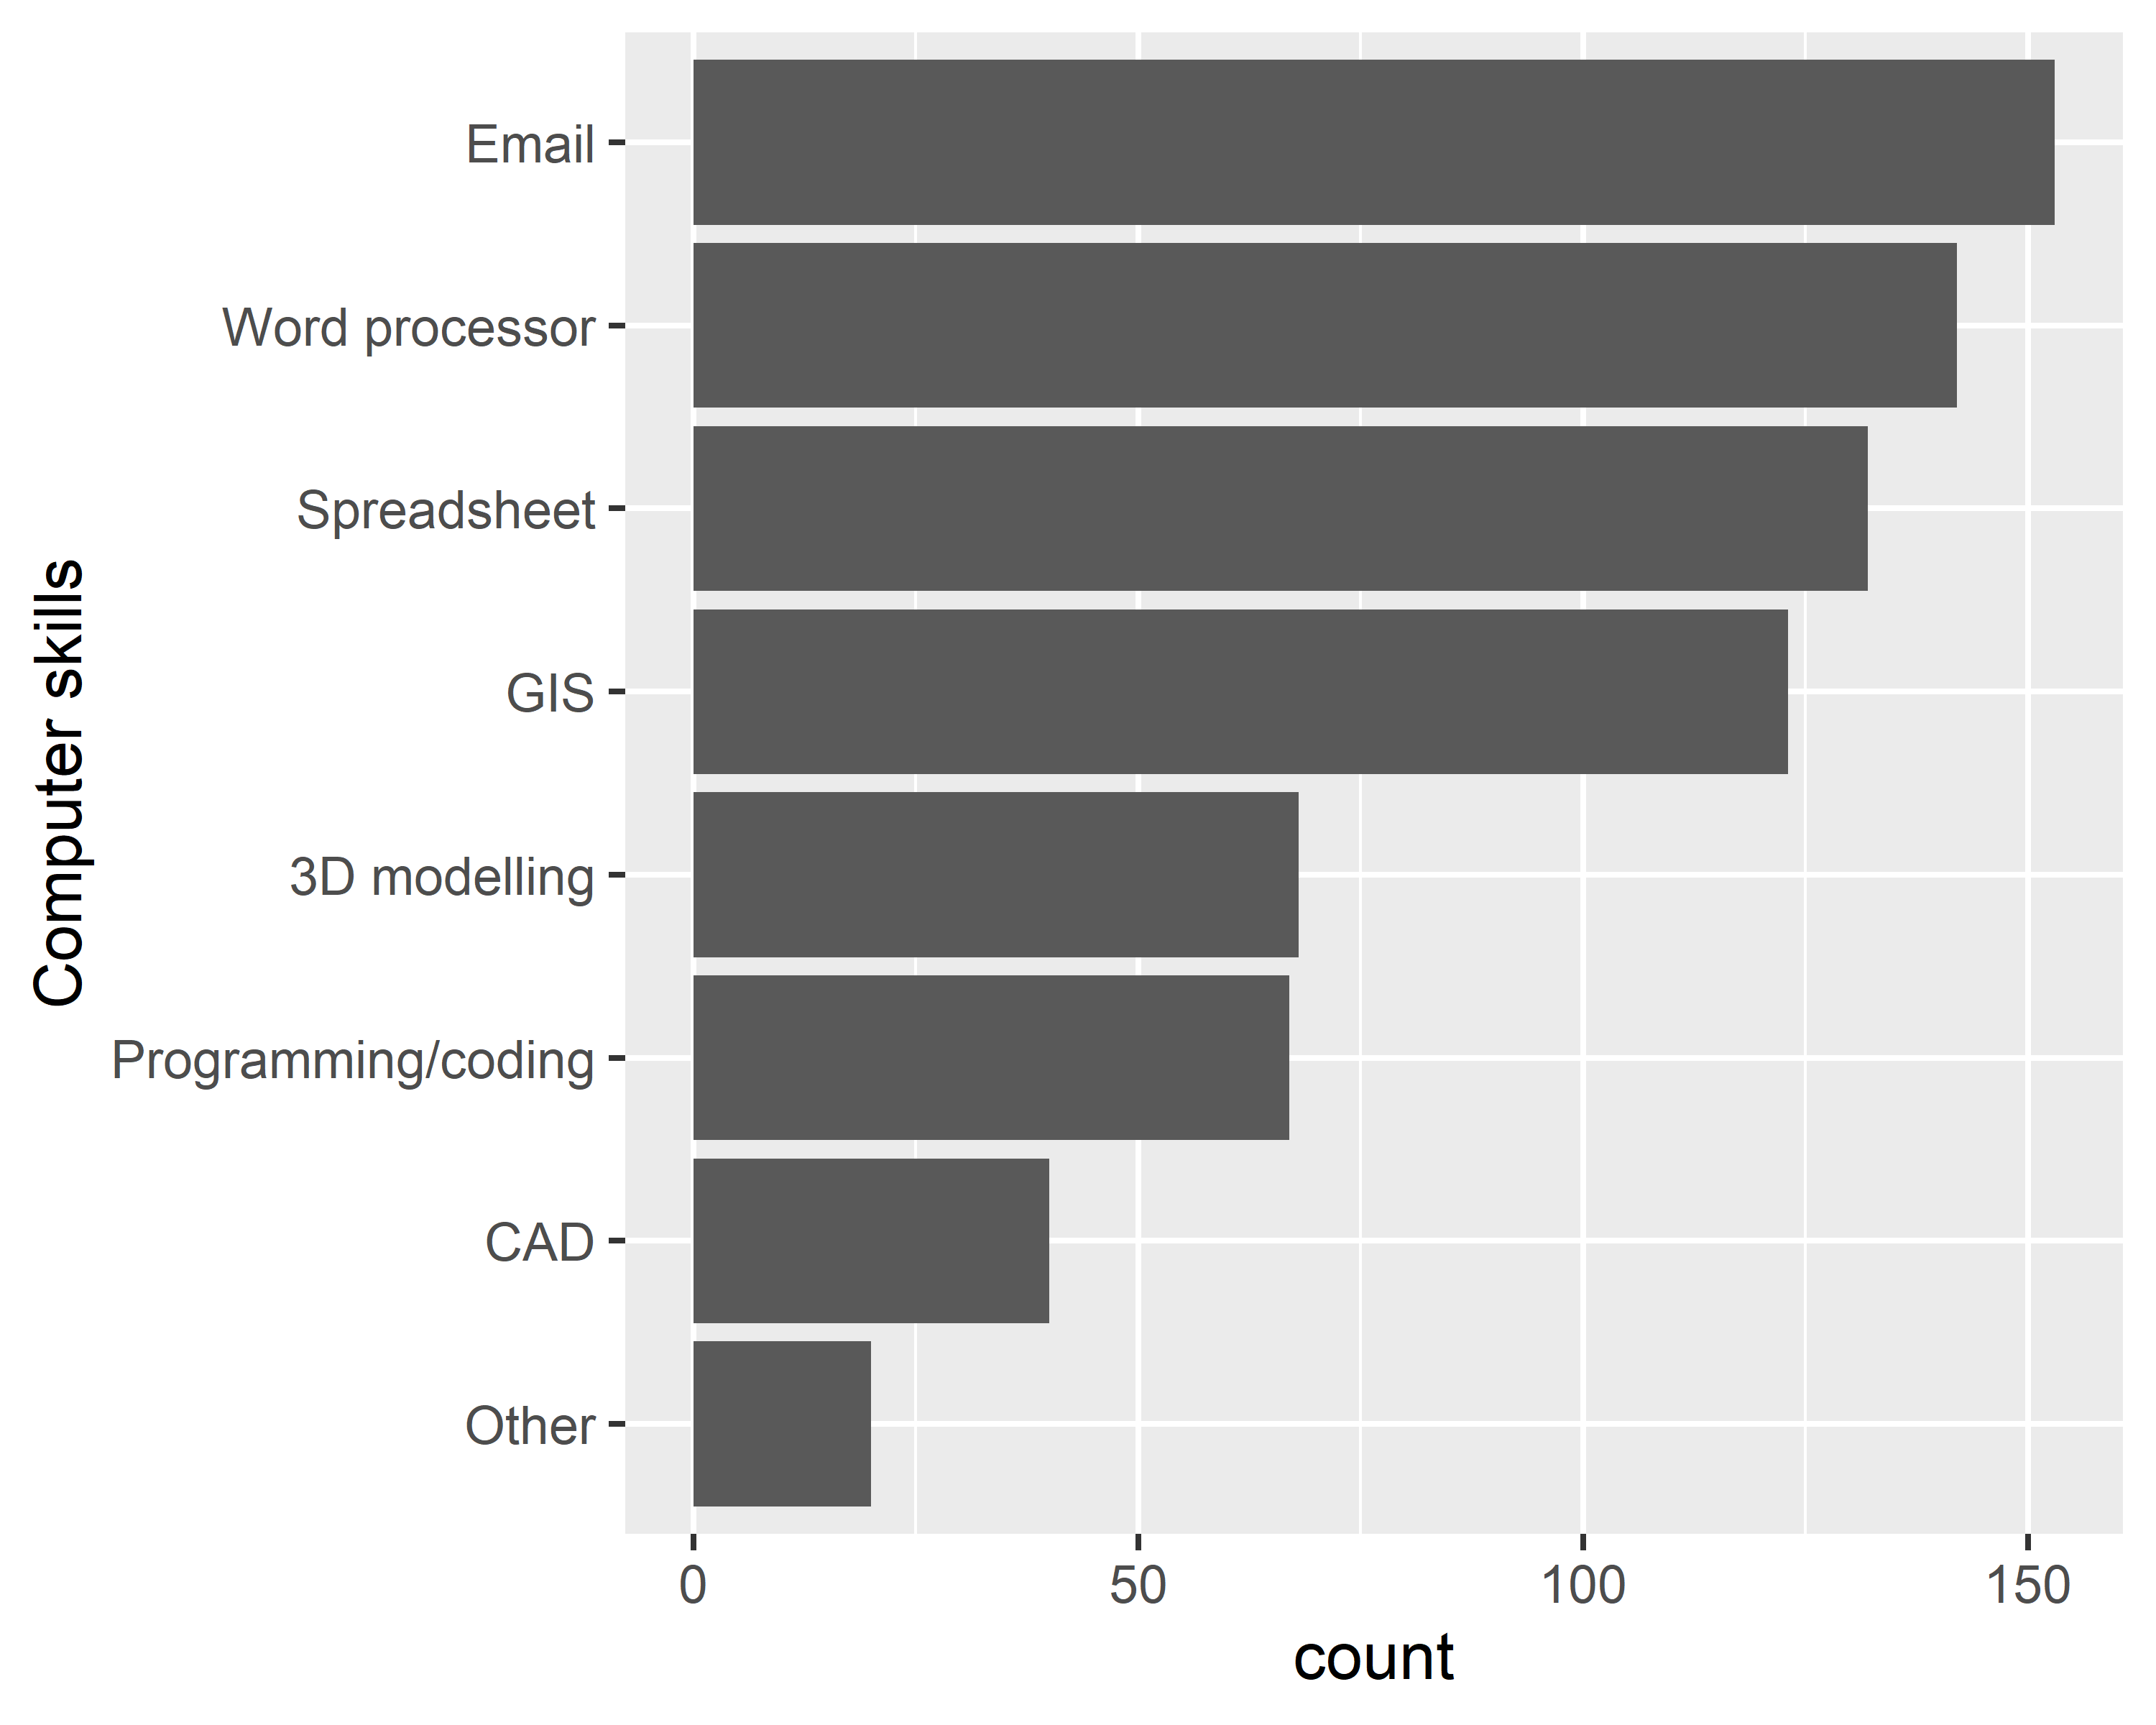 Computer skills
Email
Word processor
Spreadsheet
GIS
3D modelling
Programming/coding
CAD
Other
0 50 100 150
count